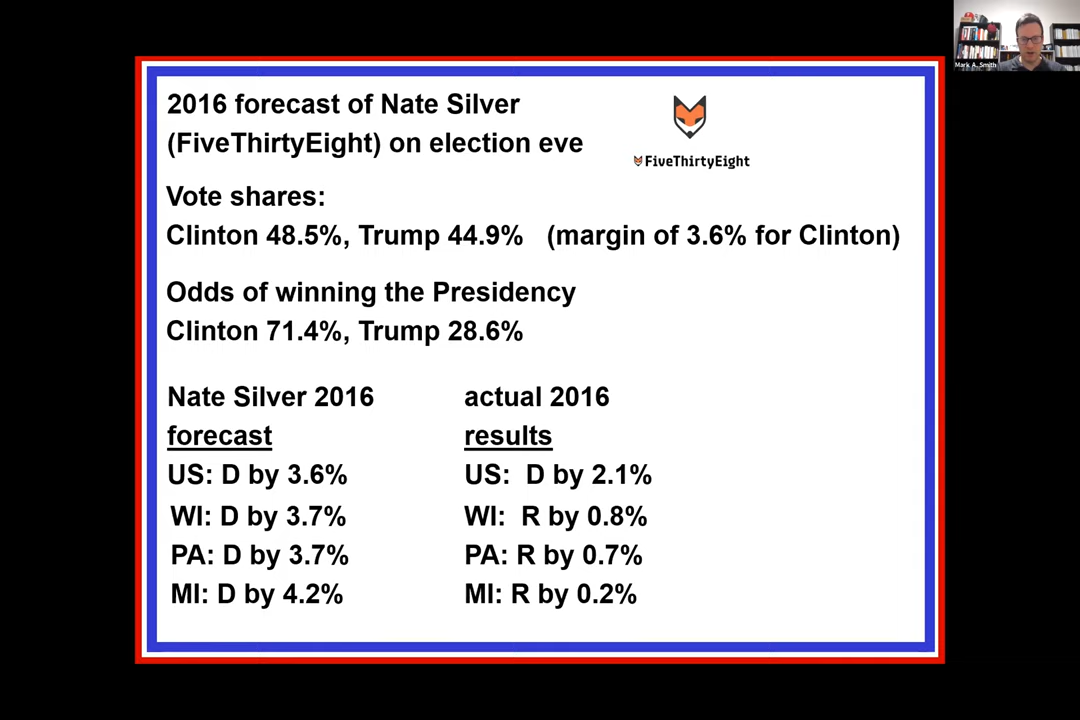 Mark A. Smith
2016 forecast of Nate Silver
(FiveThirtyEight) on election eve
FiveThirtyEight
Vote shares:
Clinton 48.5%, Trump 44.9% (margin of 3.6% for Clinton)
Odds of winning the Presidency
Clinton 71.4%, Trump 28.6%
Nate Silver 2016
forecast
US: D by 3.6%
WI: D by 3.7%
PA: D by 3.7%
MI: D by 4.2%
actual 2016
results
US: D by 2.1%
WI: R by 0.8%
PA: R by 0.7%
MI: R by 0.2%